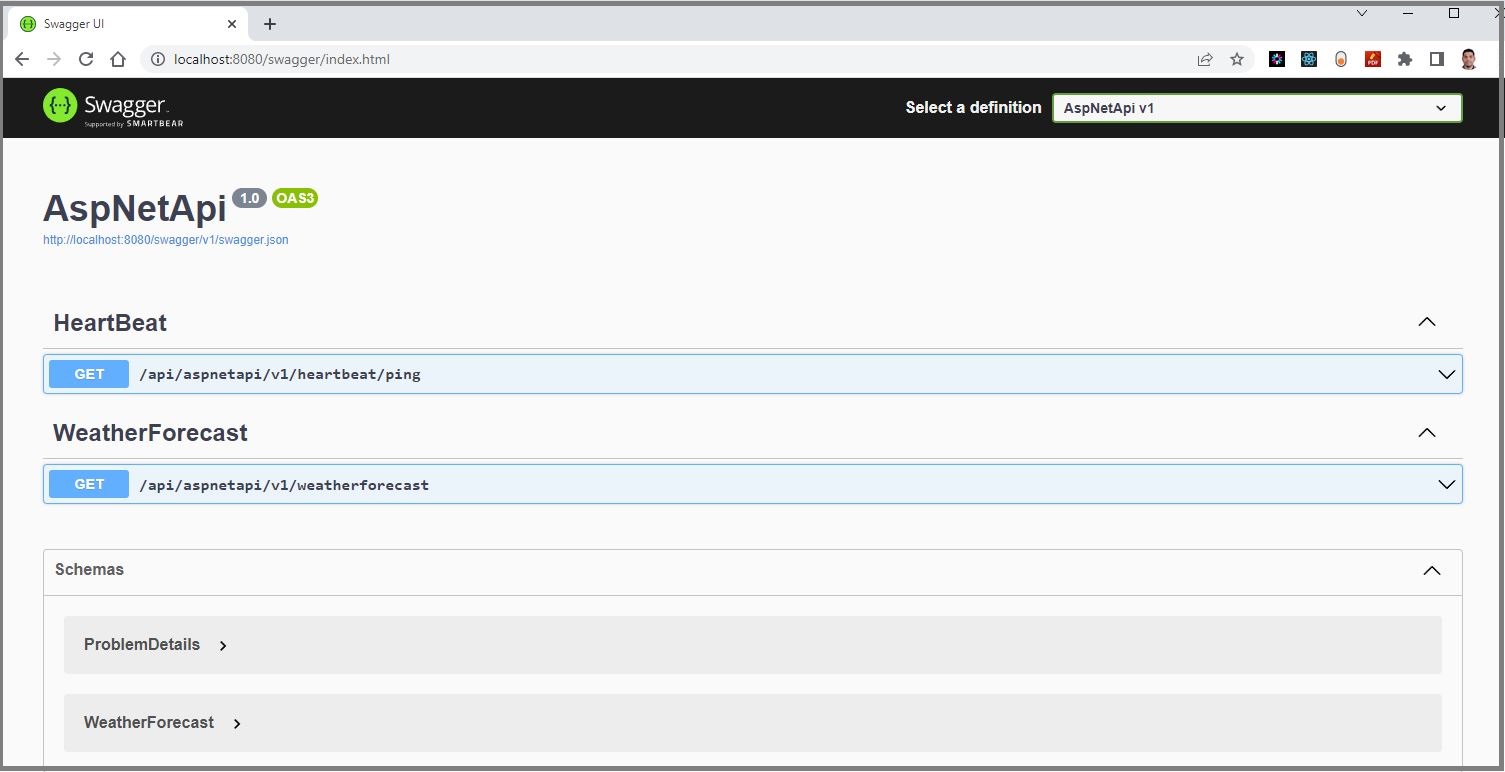 Swagger UI
localhost:8080/swagger/index.html
PDF
Swagger
Supported by SMARTBEAR
Select a definition
AspNetApi v1
AspNetApi 1.0 OAS3
http://localhost:8080/swagger/v1/swagger.json
HeartBeat
GET /api/aspnetapi/v1/heartbeat/ping
WeatherForecast
GET /api/aspnetapi/v1/weatherforecast
Schemas
ProblemDetails
WeatherForecast